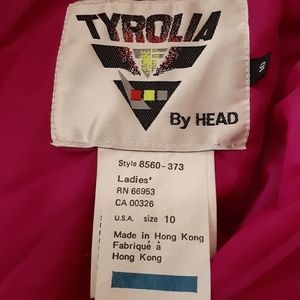 TYROLIA
By HEAD
Style 8560-373
Ladies'
RN 66953
CA 00326
U.S.A. size 10
Made in Hong Kong
Fabriqué à
Hong Kong